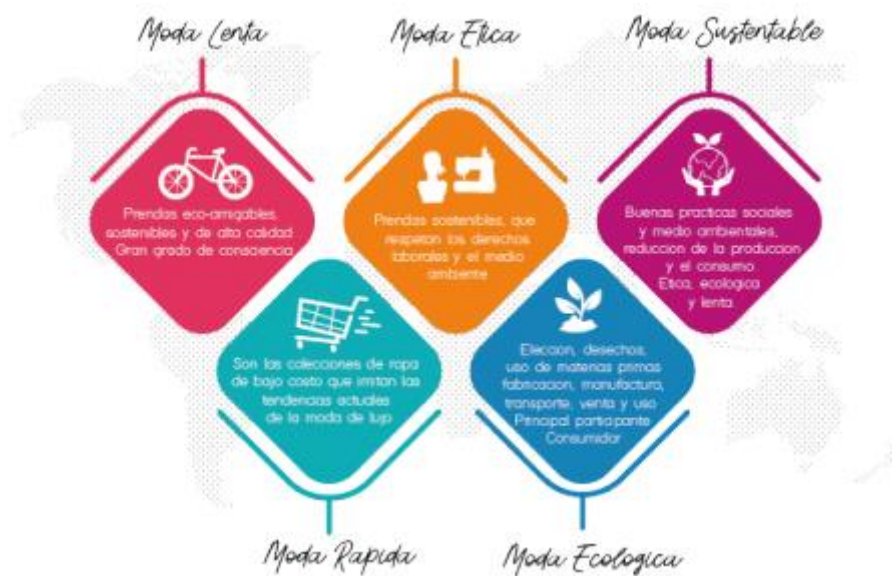 Moda Lenta
Moda Etica
Moda Sustentable
Prendas eco-amigables,
sostenibles y de alta calidad
Gran grado de consciencia
Prendas sostenibles, que
respetan los derechos
laborales y el medio
ambiente
Buenas practicas sociales
y medio ambientales,
reduccion de la produccion
y el consumo
Etica, ecologica
y lenta.
Son las colecciones de ropa
de bajo costo que imitan las
tendencias actuales
de la moda de lujo
Eleccion, desechos,
uso de materias primas
fabricacion, manufactura,
transporte, venta y uso
Principal participante
Consumidor
Moda Rapida
Moda Ecologica